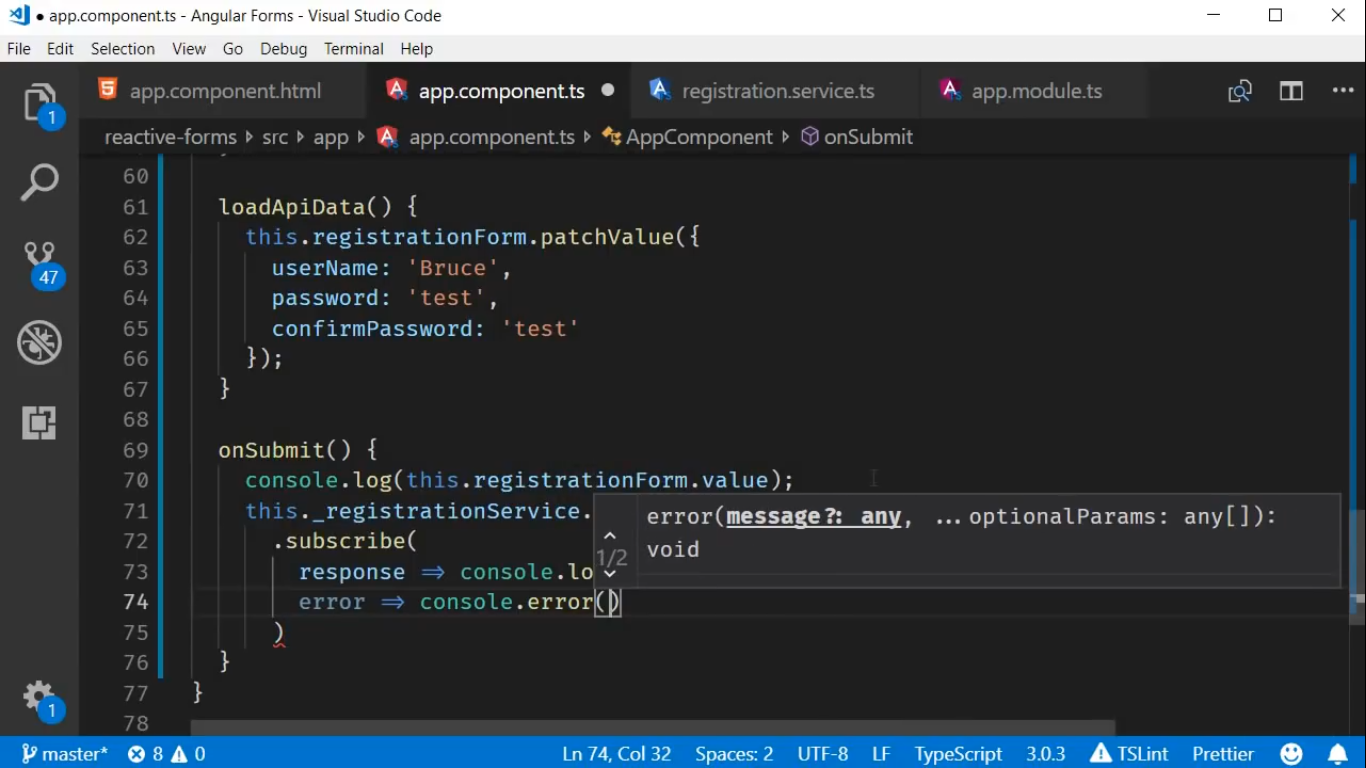 app.component.ts - Angular Forms - Visual Studio Code
File Edit Selection View Go Debug Terminal Help
app.component.html app.component.ts registration.service.ts app.module.ts
reactive-forms src app app.component.ts AppComponent onSubmit
60
61 loadApiData() {
62 this.registrationForm.patchValue({
63 userName: 'Bruce',
64 password: 'test',
65 confirmPassword: 'test'
66 });
67 }
68
69 onSubmit() {
70 console.log(this.registrationForm.value);
71 this._registrationService.
error(message?: any, ...optionalParams: any[]):
void
1/2
72 .subscribe(
73 response => console.lo
74 error => console.error()
75 )
76 }
77 }
78
1
47
1
master* 8 0 Ln 74, Col 32 Spaces: 2 UTF-8 LF TypeScript 3.0.3 TSLint Prettier